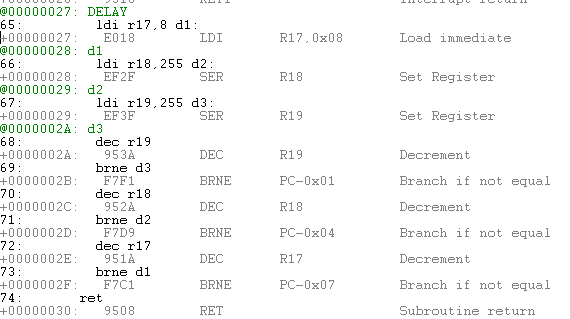 @00000027: DELAY
65: ldi r17,8 d1:
+00000027: E018 LDI R17,0x08 Load immediate
@00000028: d1
66: ldi r18,255 d2:
+00000028: EF2F SER R18 Set Register
@00000029: d2
67: ldi r19,255 d3:
+00000029: EF3F SER R19 Set Register
@0000002A: d3
68: dec r19
+0000002A: 953A DEC R19 Decrement
69: brne d3
+0000002B: F7F1 BRNE PC-0x01 Branch if not equal
70: dec r18
+0000002C: 952A DEC R18 Decrement
71: brne d2
+0000002D: F7D9 BRNE PC-0x04 Branch if not equal
72: dec r17
+0000002E: 951A DEC R17 Decrement
73: brne d1
+0000002F: F7C1 BRNE PC-0x07 Branch if not equal
74: ret
+00000030: 9508 RET Subroutine return